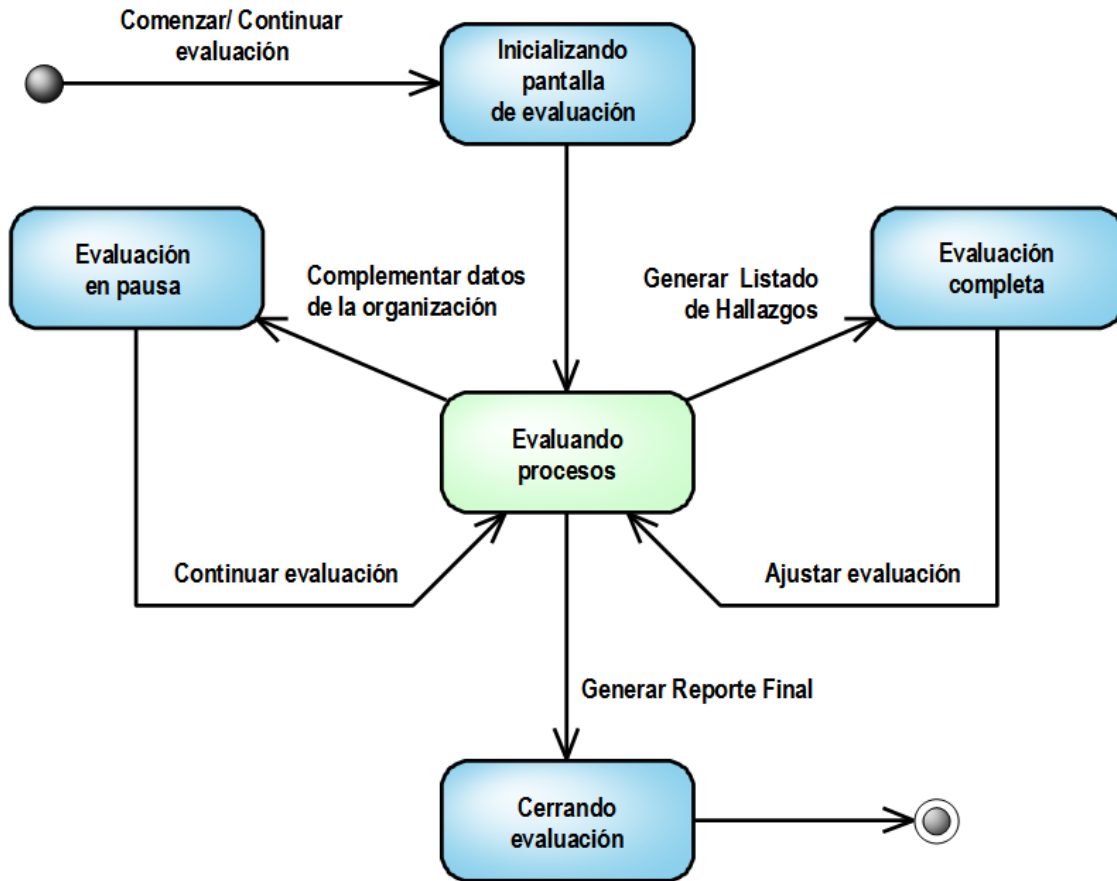 Comenzar/ Continuar
evaluación
Inicializando
pantalla
de evaluación
Evaluación
en pausa
Complementar datos
de la organización
Generar Listado
de Hallazgos
Evaluación
completa
Evaluando
procesos
Continuar evaluación
Ajustar evaluación
Generar Reporte Final
Cerrando
evaluación